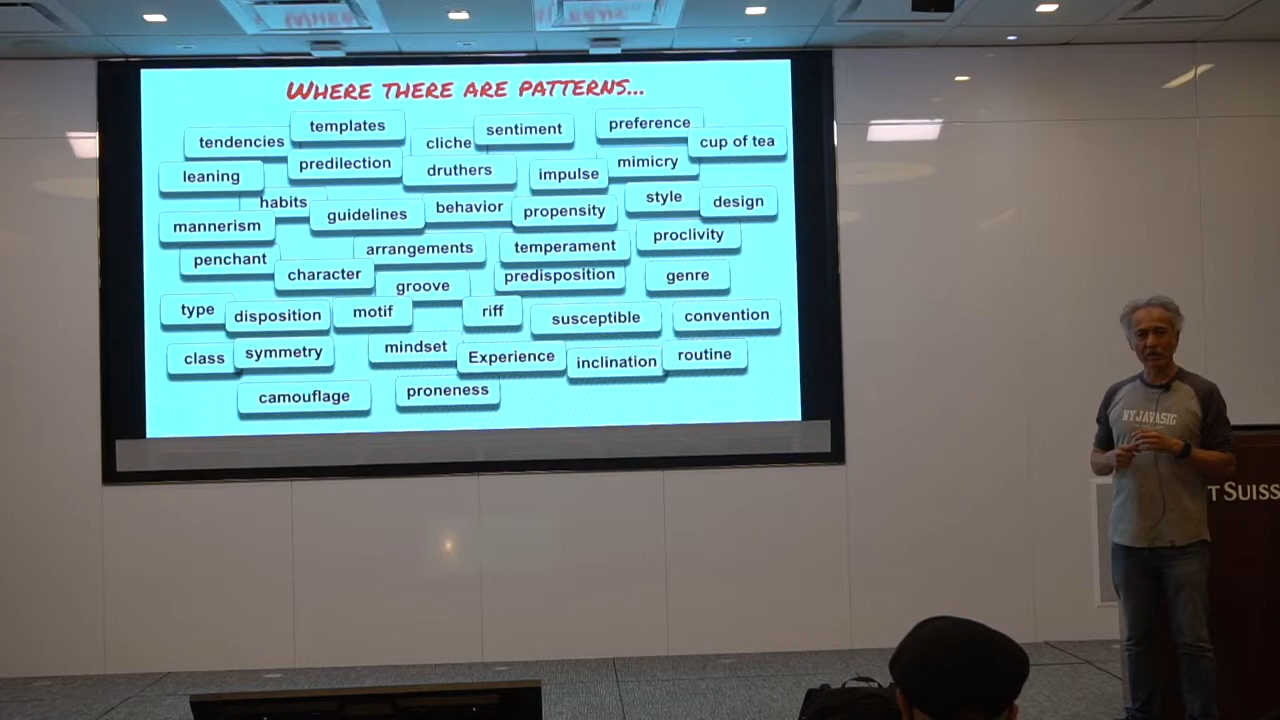 WHERE THERE ARE PATTERNS...
tendencies
templates
cliche
sentiment
preference
cup of tea
leaning
predilection
druthers
impulse
mimicry
habits
guidelines
behavior
propensity
style
design
mannerism
arrangements
temperament
proclivity
penchant
character
groove
predisposition
genre
type
disposition
motif
riff
susceptible
convention
class
symmetry
mindset
Experience
inclination
routine
camouflage
proneness
NYJAVASIG
T SUISS